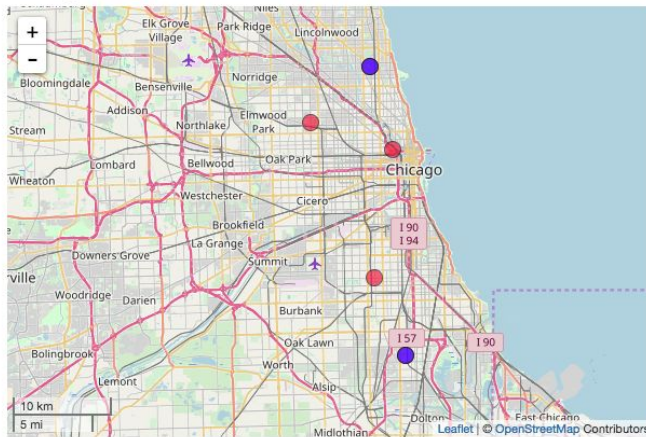 Elk Grove
Village
Park Ridge
Lincolnwood
+
−
Norridge
Bloomingdale
Bensenville
Addison
Elmwood
Park
Northlake
Stream
Oak Park
Lombard
Bellwood
Chicago
Wheaton
Westchester
Cicero
Brookfield
I 90
I 94
La Grange
Downers Grove
Summit
rville
Woodridge
Darien
Burbank
I 57
I 90
Bolingbrook
Oak Lawn
Worth
Lemont
Alsip
10 km
5 mi
Dolton
East Chicago
Midlothian
Leaflet | © OpenStreetMap Contributors